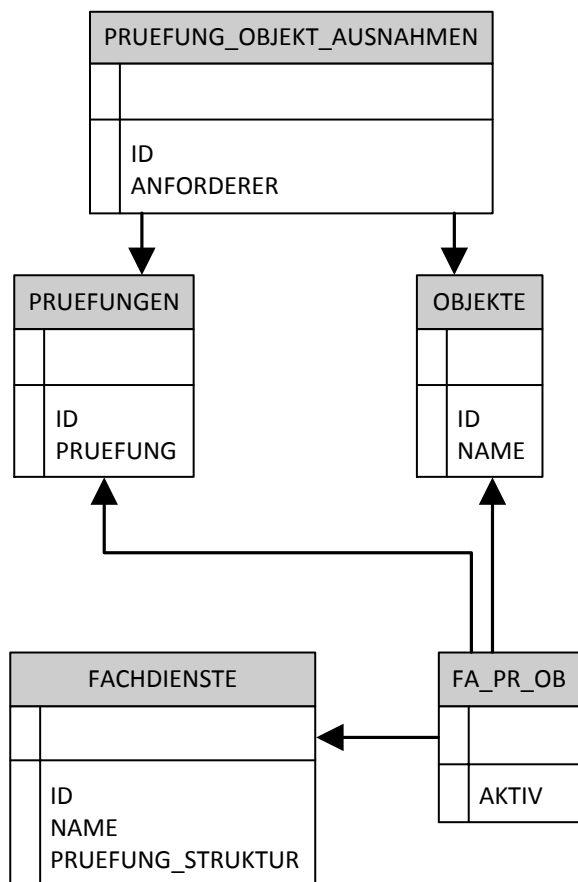 PRUEFUNG_OBJEKT_AUSNAHMEN
ID
ANFORDERER
PRUEFUNGEN
ID
PRUEFUNG
OBJEKTE
ID
NAME
FACHDIENSTE
ID
NAME
PRUEFUNG_STRUKTUR
FA_PR_OB
AKTIV